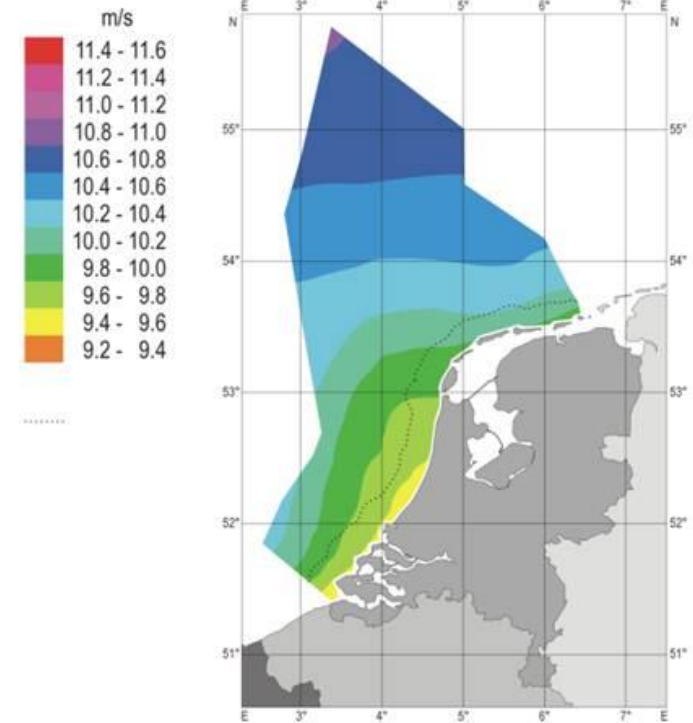 m/s
11.4 - 11.6
11.2 - 11.4
11.0 - 11.2
10.8 - 11.0
10.6 - 10.8
10.4 - 10.6
10.2 - 10.4
10.0 - 10.2
9.8 - 10.0
9.6 - 9.8
9.4 - 9.6
9.2 - 9.4
E 3° 4° 5° 6° 7° E
N N
55° 55°
54° 54°
53° 53°
52° 52°
51° 51°
E 3° 4° 5° 6° 7° E